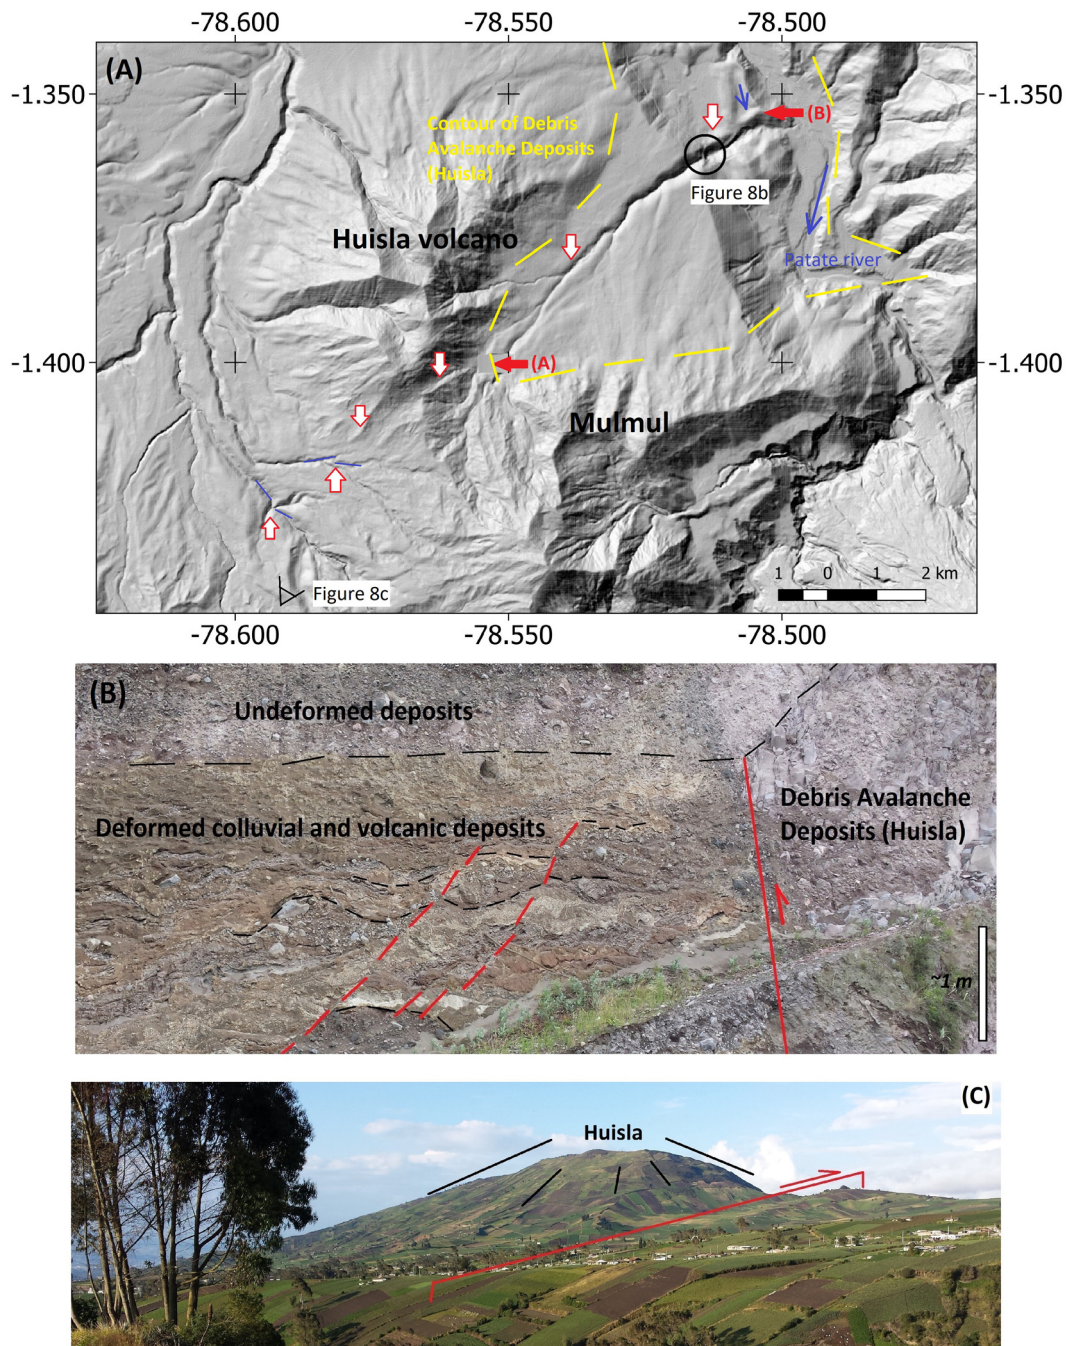 -78.600
-78.550
-78.500
(A)
-1.350
-1.350
(B)
Contour of Debris
Avalanche Deposits
(Huisla)
Figure 8b
Huisla volcano
Patate river
-1.400
(A)
-1.400
Mulmul
1 0 1 2 km
Figure 8c
-78.600
-78.550
-78.500
(B)
Undeformed deposits
Debris Avalanche
Deposits (Huisla)
Deformed colluvial and volcanic deposits
~1 m
(C)
Huisla